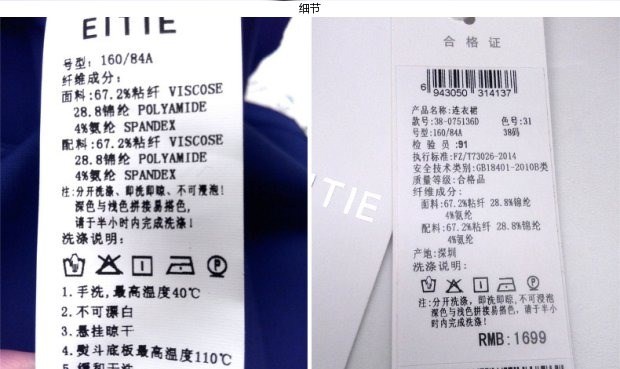 细节
EITIE
号型：160/84A
纤维成分：
面料：67.2%粘纤 VISCOSE
28.8锦纶 POLYAMIDE
4%氨纶 SPANDEX
配料：67.2%粘纤 VISCOSE
28.8锦纶 POLYAMIDE
4%氨纶 SPANDEX
注：分开洗涤、即洗即晾、不可浸泡！
深色与浅色拼接易搭色，
请于半小时内完成洗涤！
洗涤说明：
1.手洗，最高温度40℃
2.不可漂白
3.悬挂晾干
4.熨斗底板最高温度110℃
TIE
合格证
6 943050 314137
产品名称：连衣裙
款号：38-075136D 色号：31
号型：160/84A 38码
检验员：91
执行标准：FZ/T73026-2014
安全技术类别：GB18401-2010B类
质量等级：合格品
纤维成分：
面料：67.2%粘纤 28.8%锦纶
4%氨纶
配料：67.2%粘纤 28.8%锦纶
4%氨纶
产地：深圳
洗涤说明：
注：分开洗涤，即洗即晾，不可浸泡
深色与浅色拼接易搭色，请于半小
时内完成洗涤！
RMB：1699